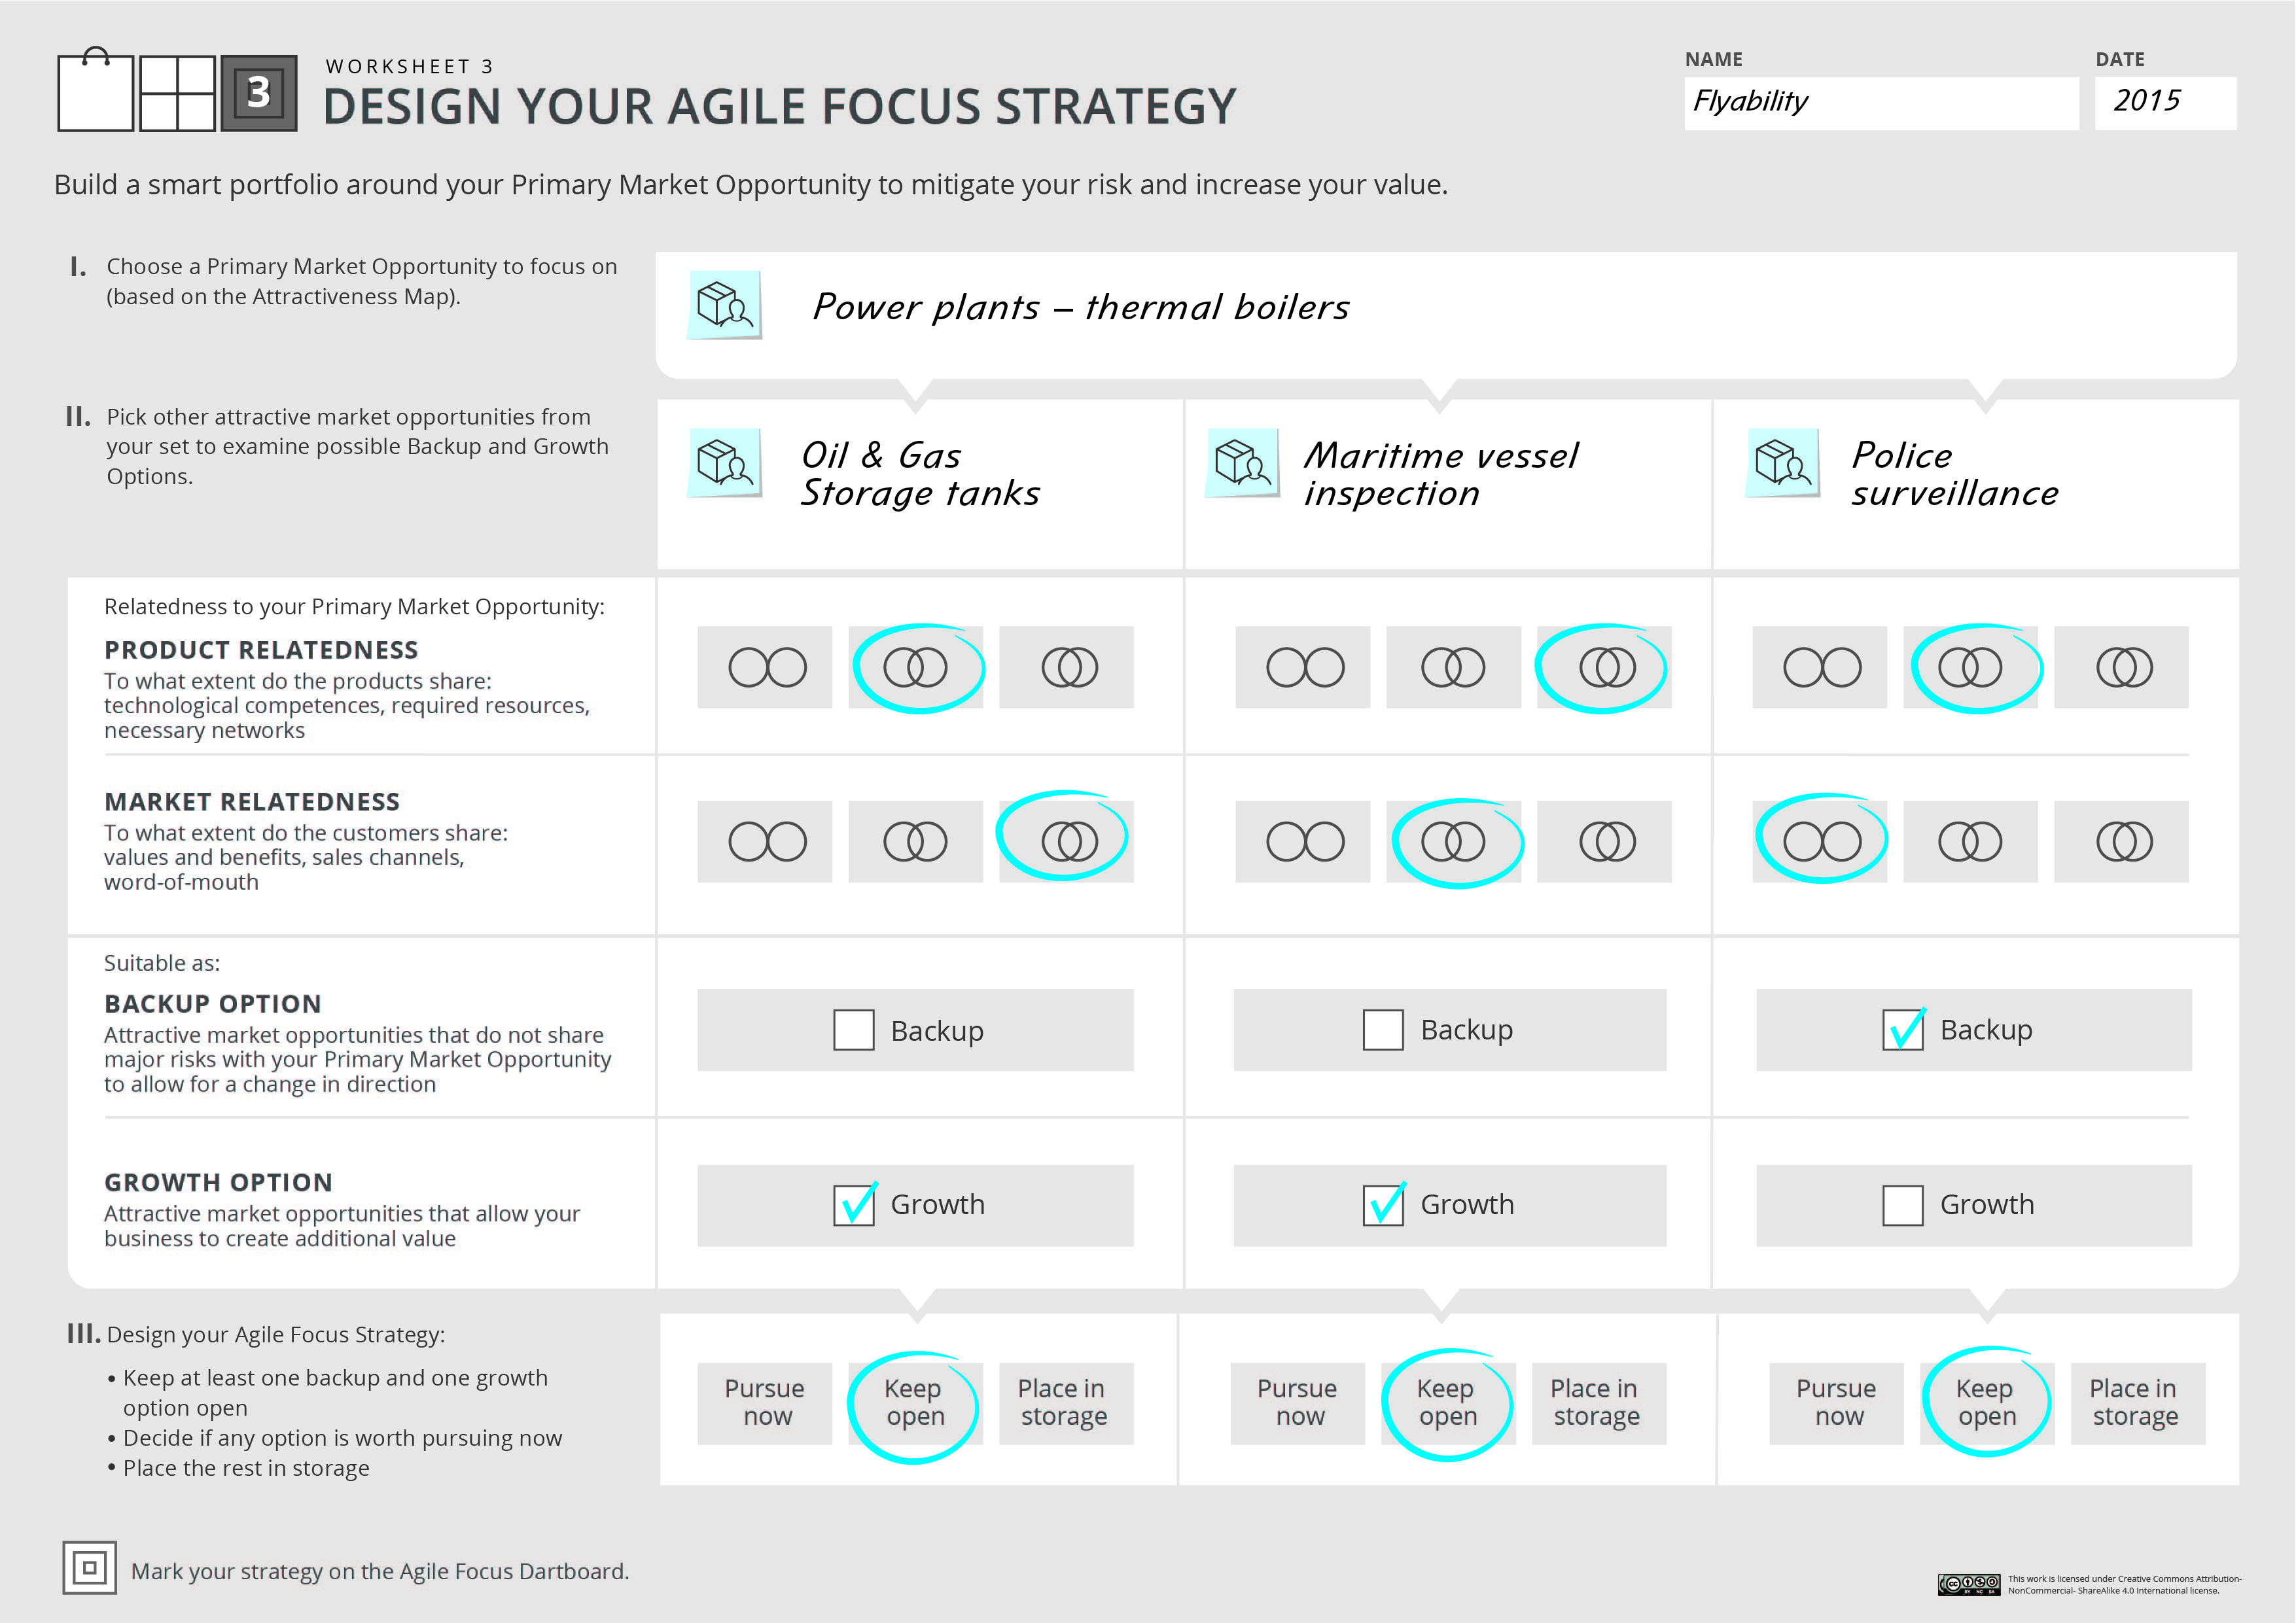 3
WORKSHEET 3
DESIGN YOUR AGILE FOCUS STRATEGY
NAME
Flyability
DATE
2015
Build a smart portfolio around your Primary Market Opportunity to mitigate your risk and increase your value.
I. Choose a Primary Market Opportunity to focus on
(based on the Attractiveness Map).
Power plants – thermal boilers
II. Pick other attractive market opportunities from
your set to examine possible Backup and Growth
Options.
Oil & Gas
Storage tanks
Maritime vessel
inspection
Police
surveillance
Relatedness to your Primary Market Opportunity:
PRODUCT RELATEDNESS
To what extent do the products share:
technological competences, required resources,
necessary networks
MARKET RELATEDNESS
To what extent do the customers share:
values and benefits, sales channels,
word-of-mouth
Suitable as:
BACKUP OPTION
Attractive market opportunities that do not share
major risks with your Primary Market Opportunity
to allow for a change in direction
Backup
Backup
Backup
GROWTH OPTION
Attractive market opportunities that allow your
business to create additional value
Growth
Growth
Growth
III. Design your Agile Focus Strategy:
• Keep at least one backup and one growth
option open
• Decide if any option is worth pursuing now
• Place the rest in storage
Pursue
now
Keep
open
Place in
storage
Pursue
now
Keep
open
Place in
storage
Pursue
now
Keep
open
Place in
storage
Mark your strategy on the Agile Focus Dartboard.
cc
BY NC SA
This work is licensed under Creative Commons Attribution-
NonCommercial- ShareAlike 4.0 International license.